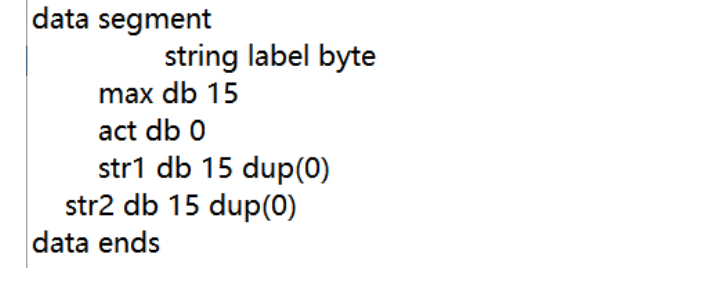 data segment
string label byte
max db 15
act db 0
str1 db 15 dup(0)
str2 db 15 dup(0)
data ends